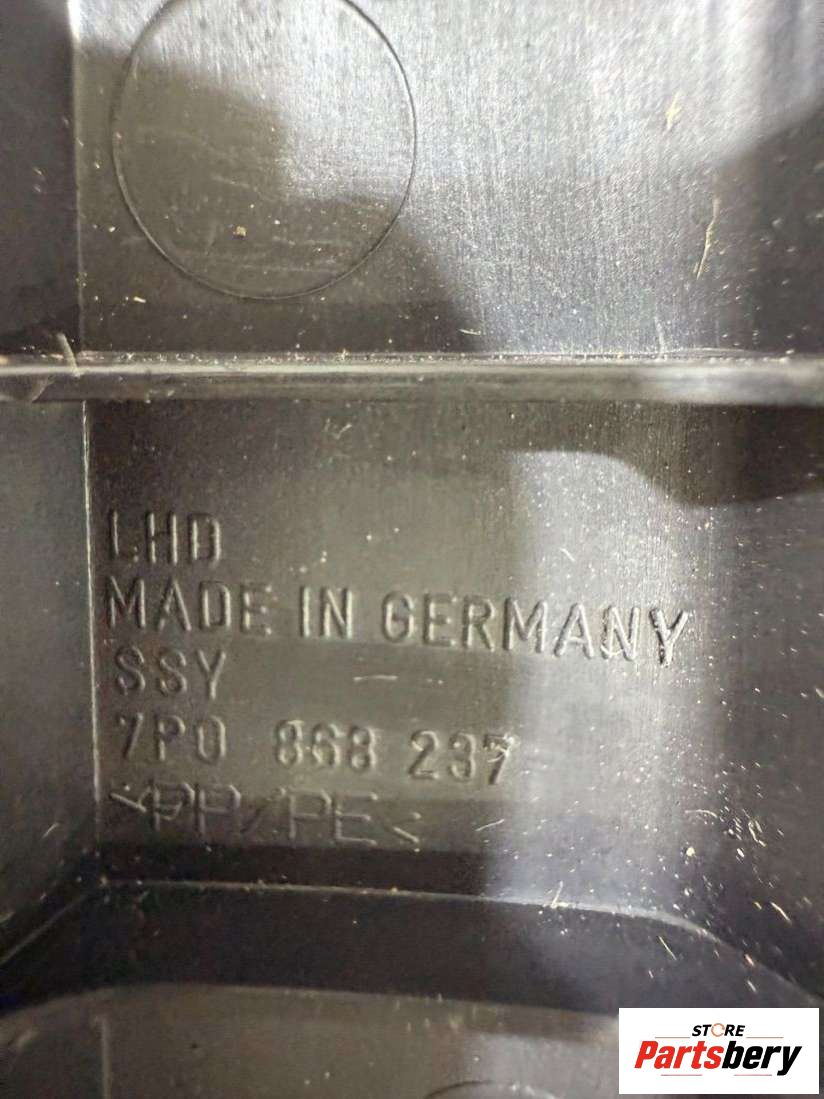 LHD
MADE IN GERMANY
SSY
7P0 868 237
>PP/PE<
STORE
Partsbery